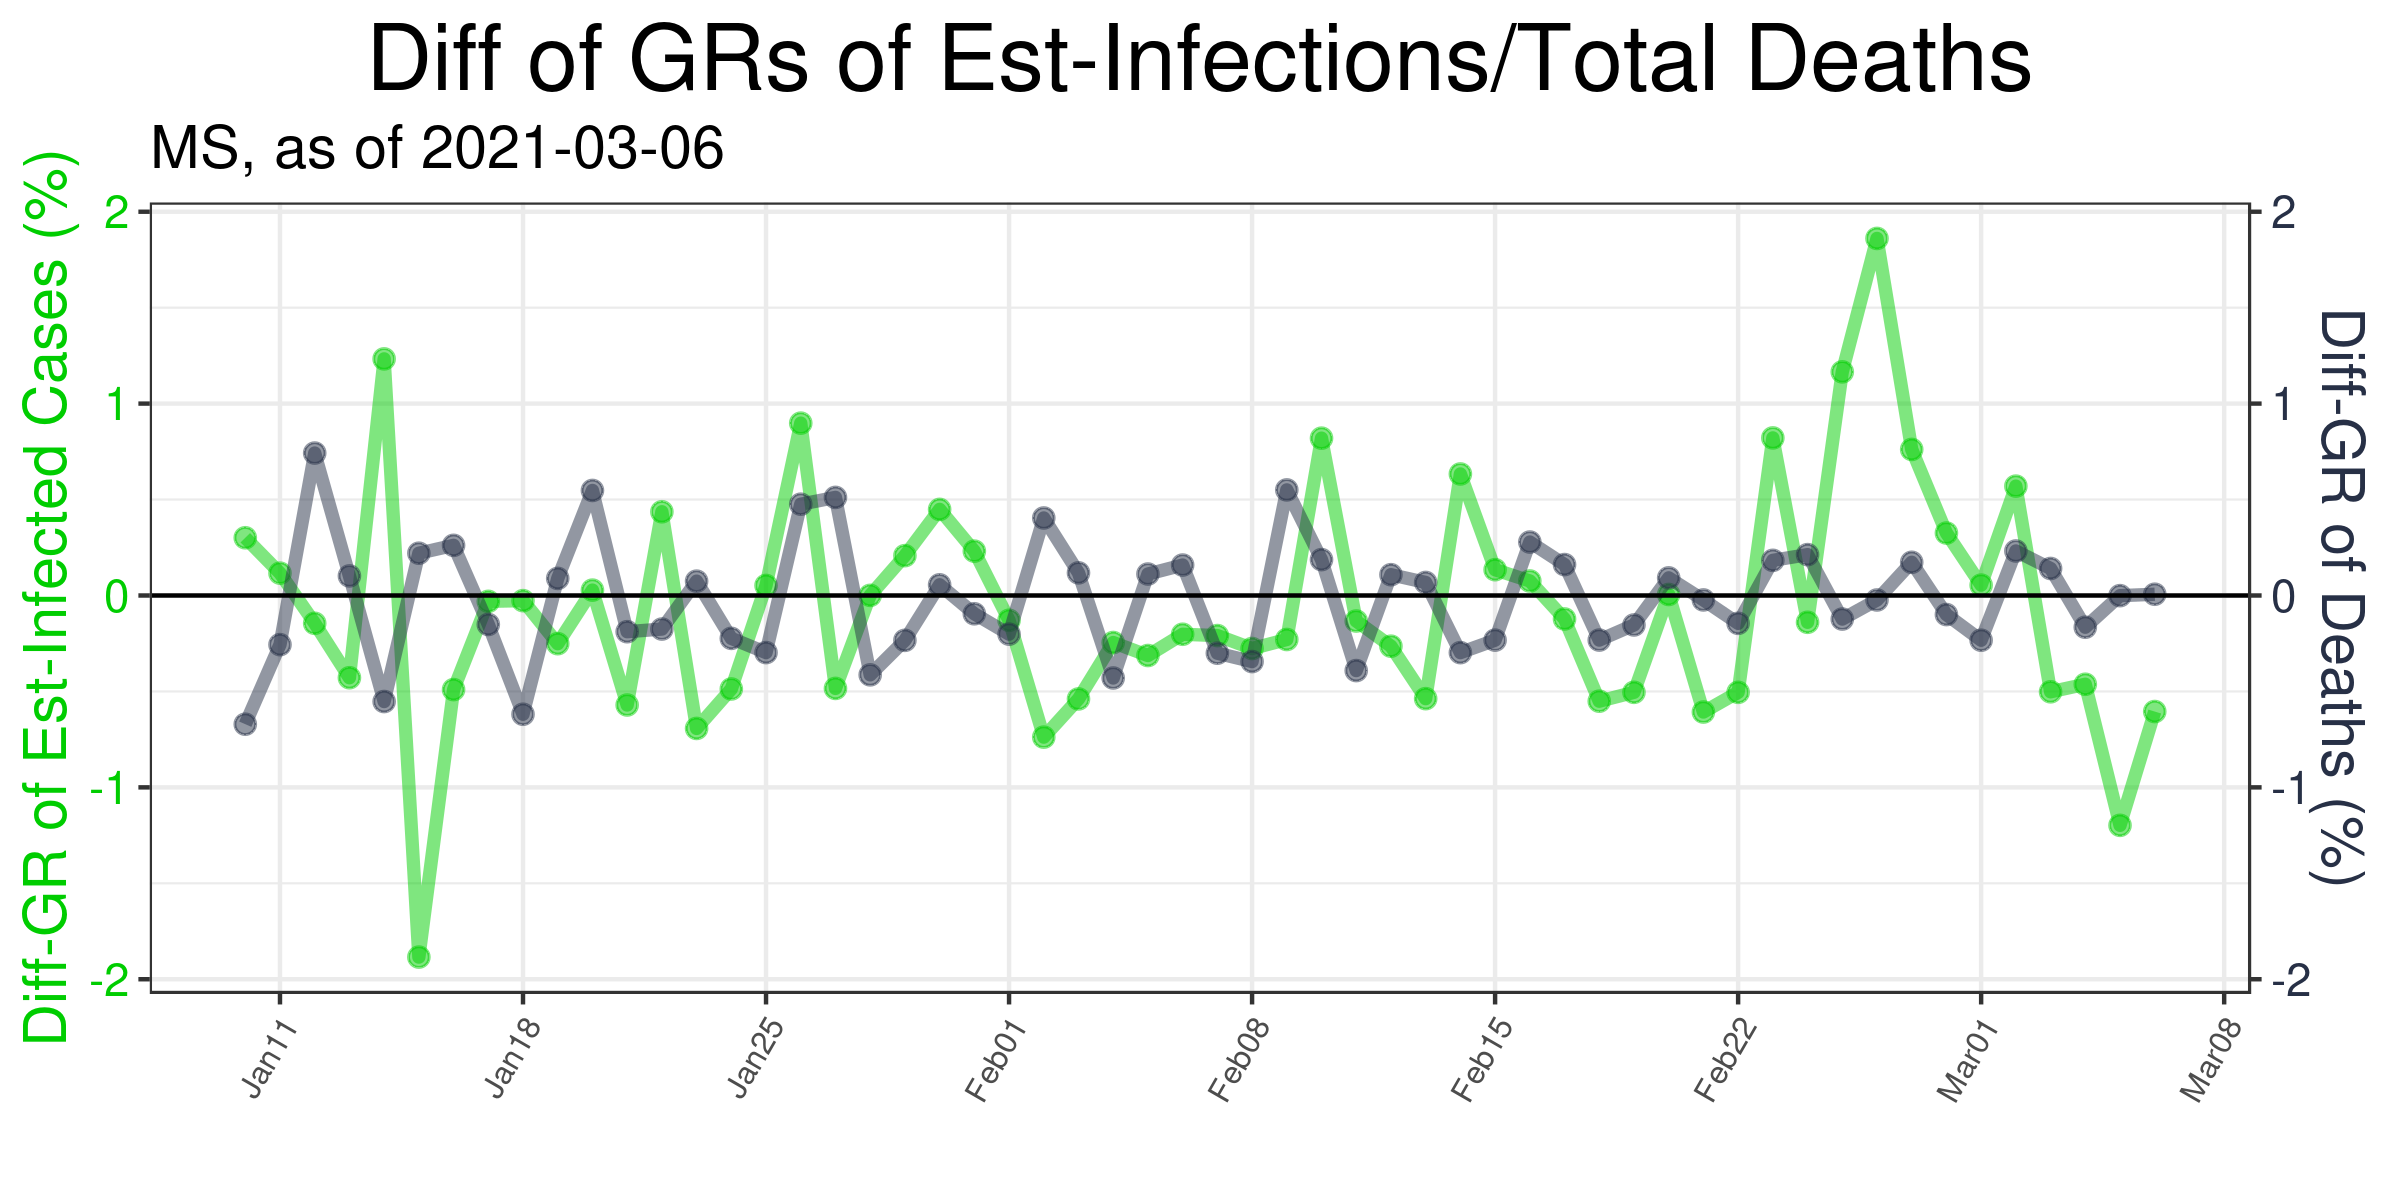 Diff of GRs of Est-Infections/Total Deaths
MS, as of 2021-03-06
Diff-GR of Est-Infected Cases (%)
2
1
0
-1
-2
2
1
0
-1
-2
Diff-GR of Deaths (%)
Jan11
Jan18
Jan25
Feb01
Feb08
Feb15
Feb22
Mar01
Mar08